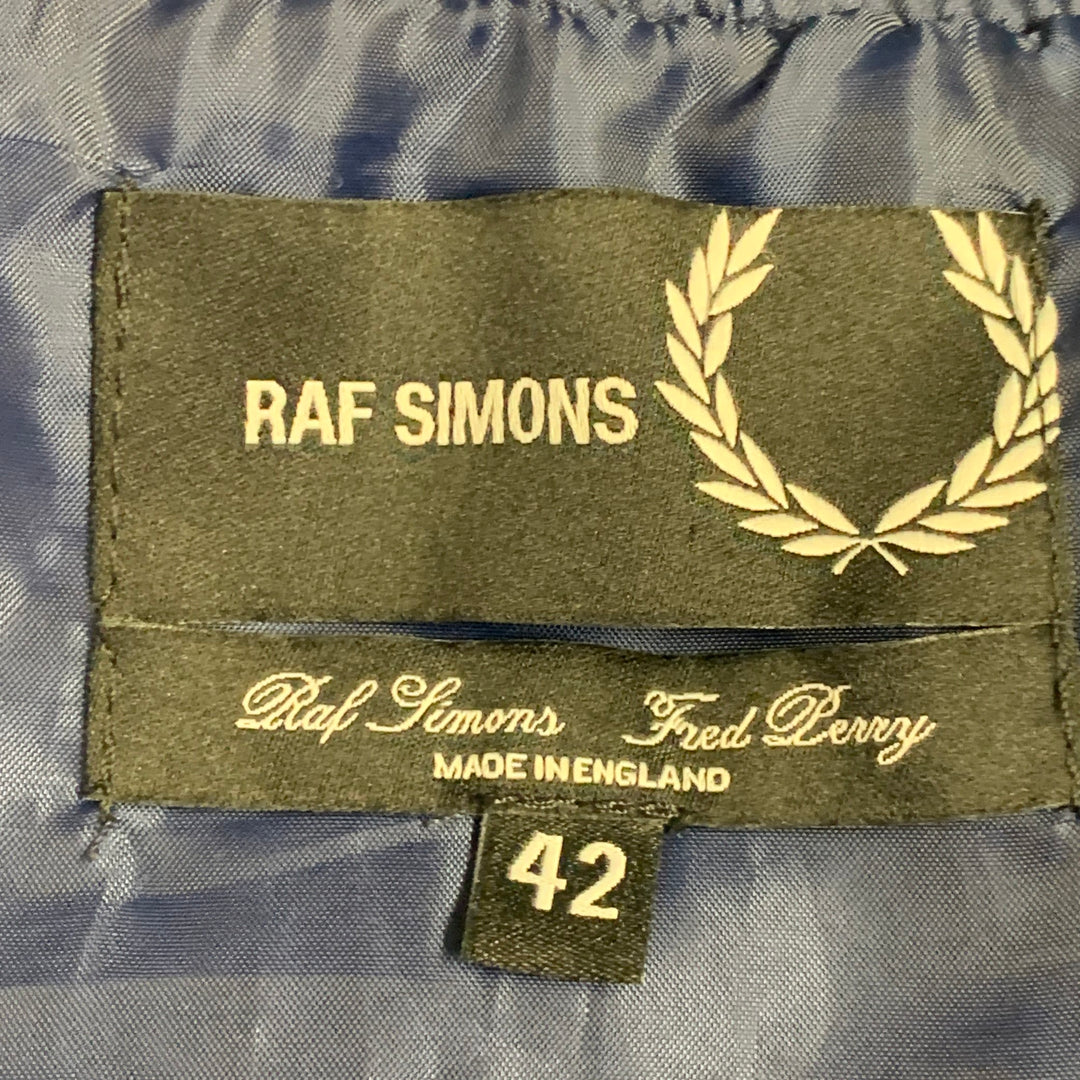 RAF SIMONS
Raf Simons Fred Perry
MADE IN ENGLAND
42